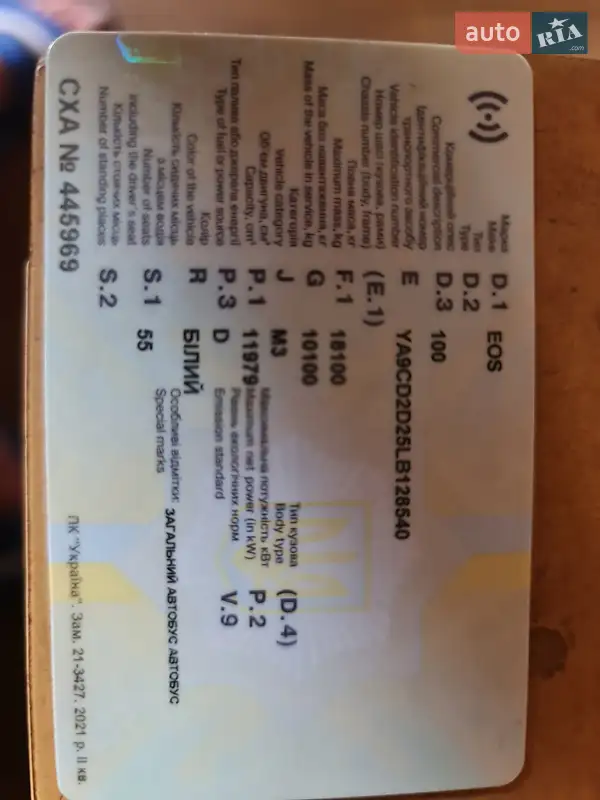 auto RIA .com
Марка
Make D.1 EOS
Тип
Type D.2
Комерційний опис
Commercial description D.3 100
Ідентифікаційний номер
транспортного засобу
Vehicle identification number E YA9CD2D25LB128540
Номер шасі (кузова, рами)
Chassis number (body, frame) (E.1)
Повна маса, кг
Maximum mass, kg F.1 18100
Маса без навантаження, кг
Mass of the vehicle in service, kg G 10100
Категорія
Vehicle category J M3 Тип кузова
Body type (D.4)
Об'єм двигуна, см³
Capacity, cm³ P.1 11979 Максимальна потужність кВт
Maximum net power (in kW) P.2
Тип палива або джерела енергії
Type of fuel or power source P.3 D Рівень екологічних норм
Emission standard V.9
Колір
Color of the vehicle R БІЛИЙ
Кількість сидячих місць
з місцем водія
Number of seats
including the driver's seat S.1 55
Особливі відмітки: ЗАГАЛЬНИЙ АВТОБУС АВТОБУС
Special marks
Кількість стоячих місць
Number of standing places S.2
СХА № 445969
ПК "Україна". Зам. 21-3427. 2021 р. II кв.